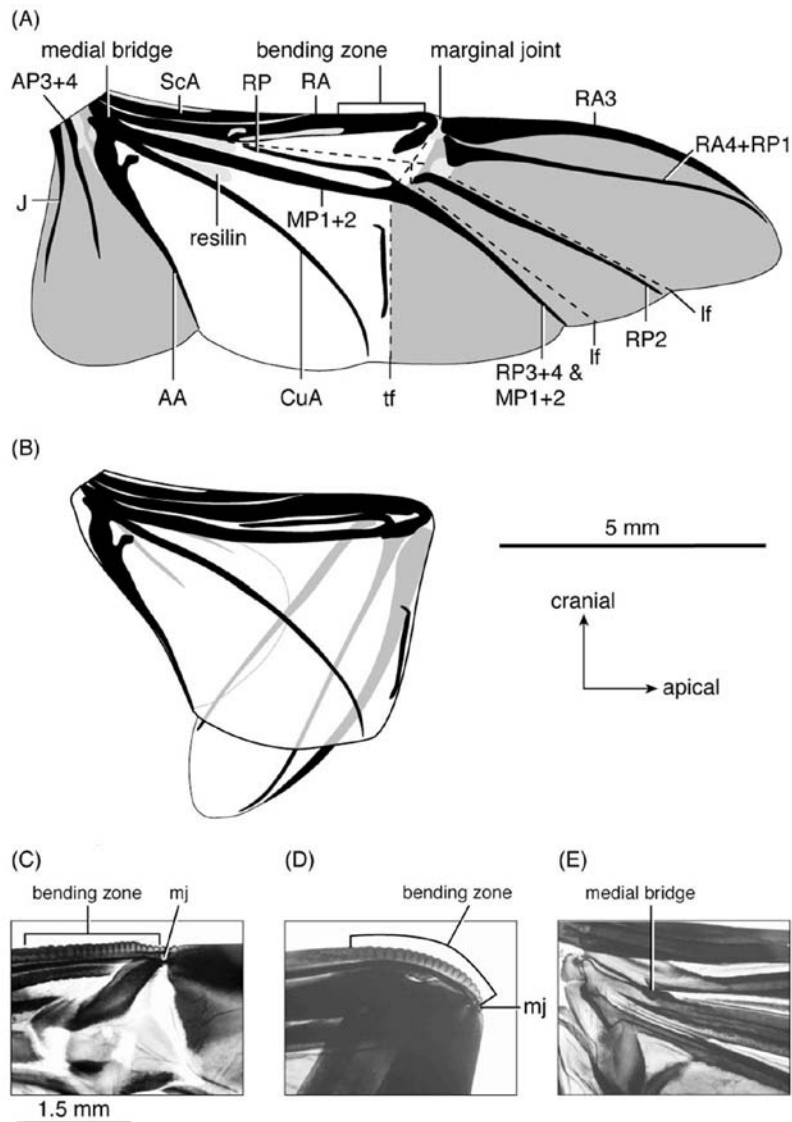 (A)
medial bridge
bending zone
marginal joint
AP3+4
ScA
RP
RA
RA3
RA4+RP1
J
resilin
MP1+2
lf
RP2
lf
RP3+4 &
MP1+2
AA
CuA
tf
(B)
5 mm
cranial
apical
(C)
bending zone
mj
(D)
bending zone
mj
(E)
medial bridge
1.5 mm